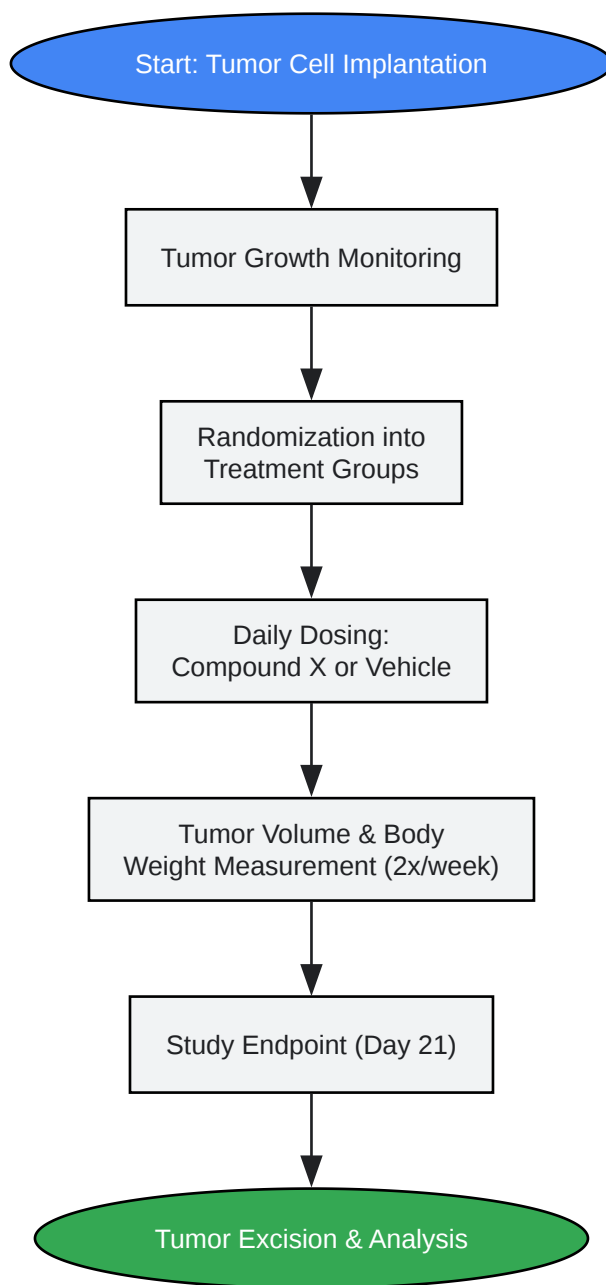 Start: Tumor Cell Implantation
Tumor Growth Monitoring
Randomization into
Treatment Groups
Daily Dosing:
Compound X or Vehicle
Tumor Volume & Body
Weight Measurement (2x/week)
Study Endpoint (Day 21)
Tumor Excision & Analysis